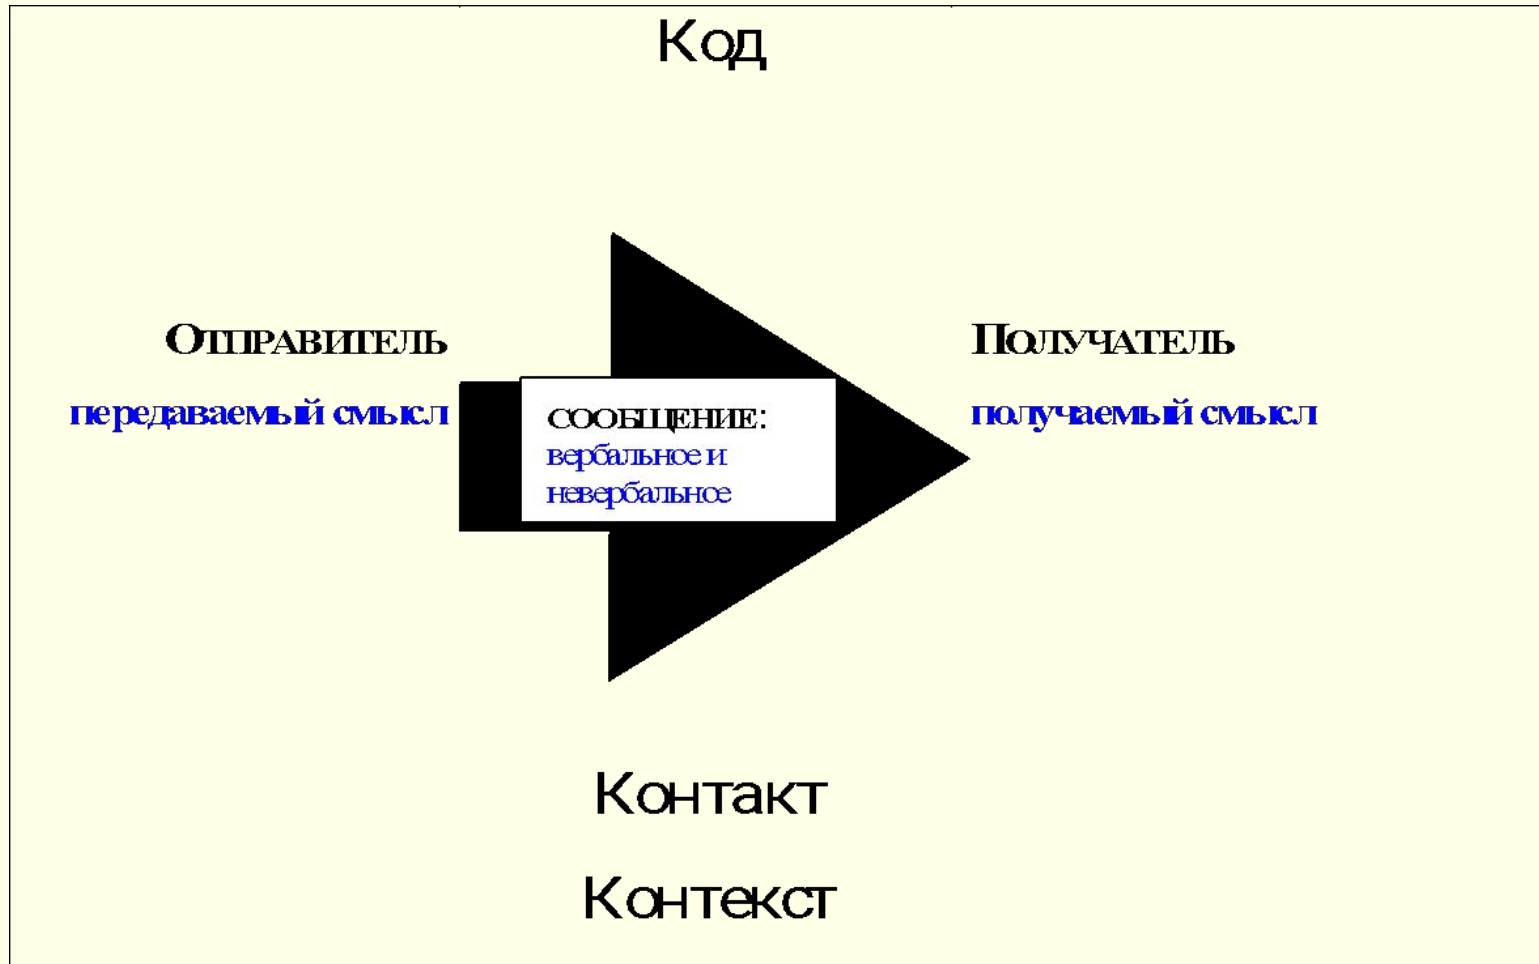 Код
ОТПРАВИТЕЛЬ
передаваемый смысл
СООБЩЕНИЕ:
вербальное и
невербальное
ПОЛУЧАТЕЛЬ
получаемый смысл
Контакт
Контекст